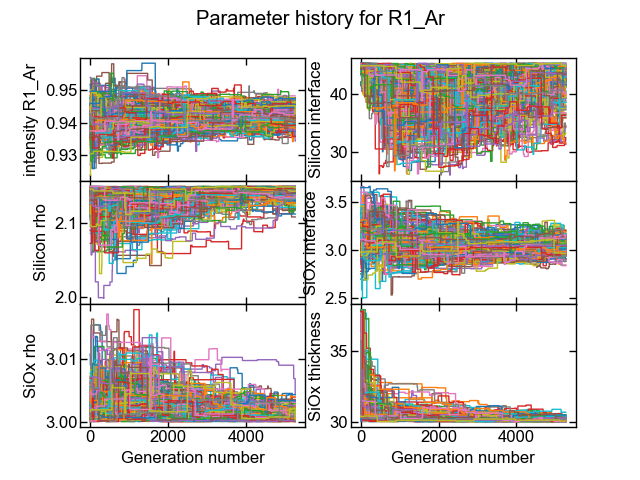 Parameter history for R1_Ar
intensity R1_Ar
0.95
0.94
0.93
Silicon interface
40
30
Silicon rho
2.1
2.0
SiOx interface
3.5
3.0
2.5
SiOx rho
3.01
3.00
0
2000
4000
Generation number
SiOx thickness
35
30
0
2000
4000
Generation number